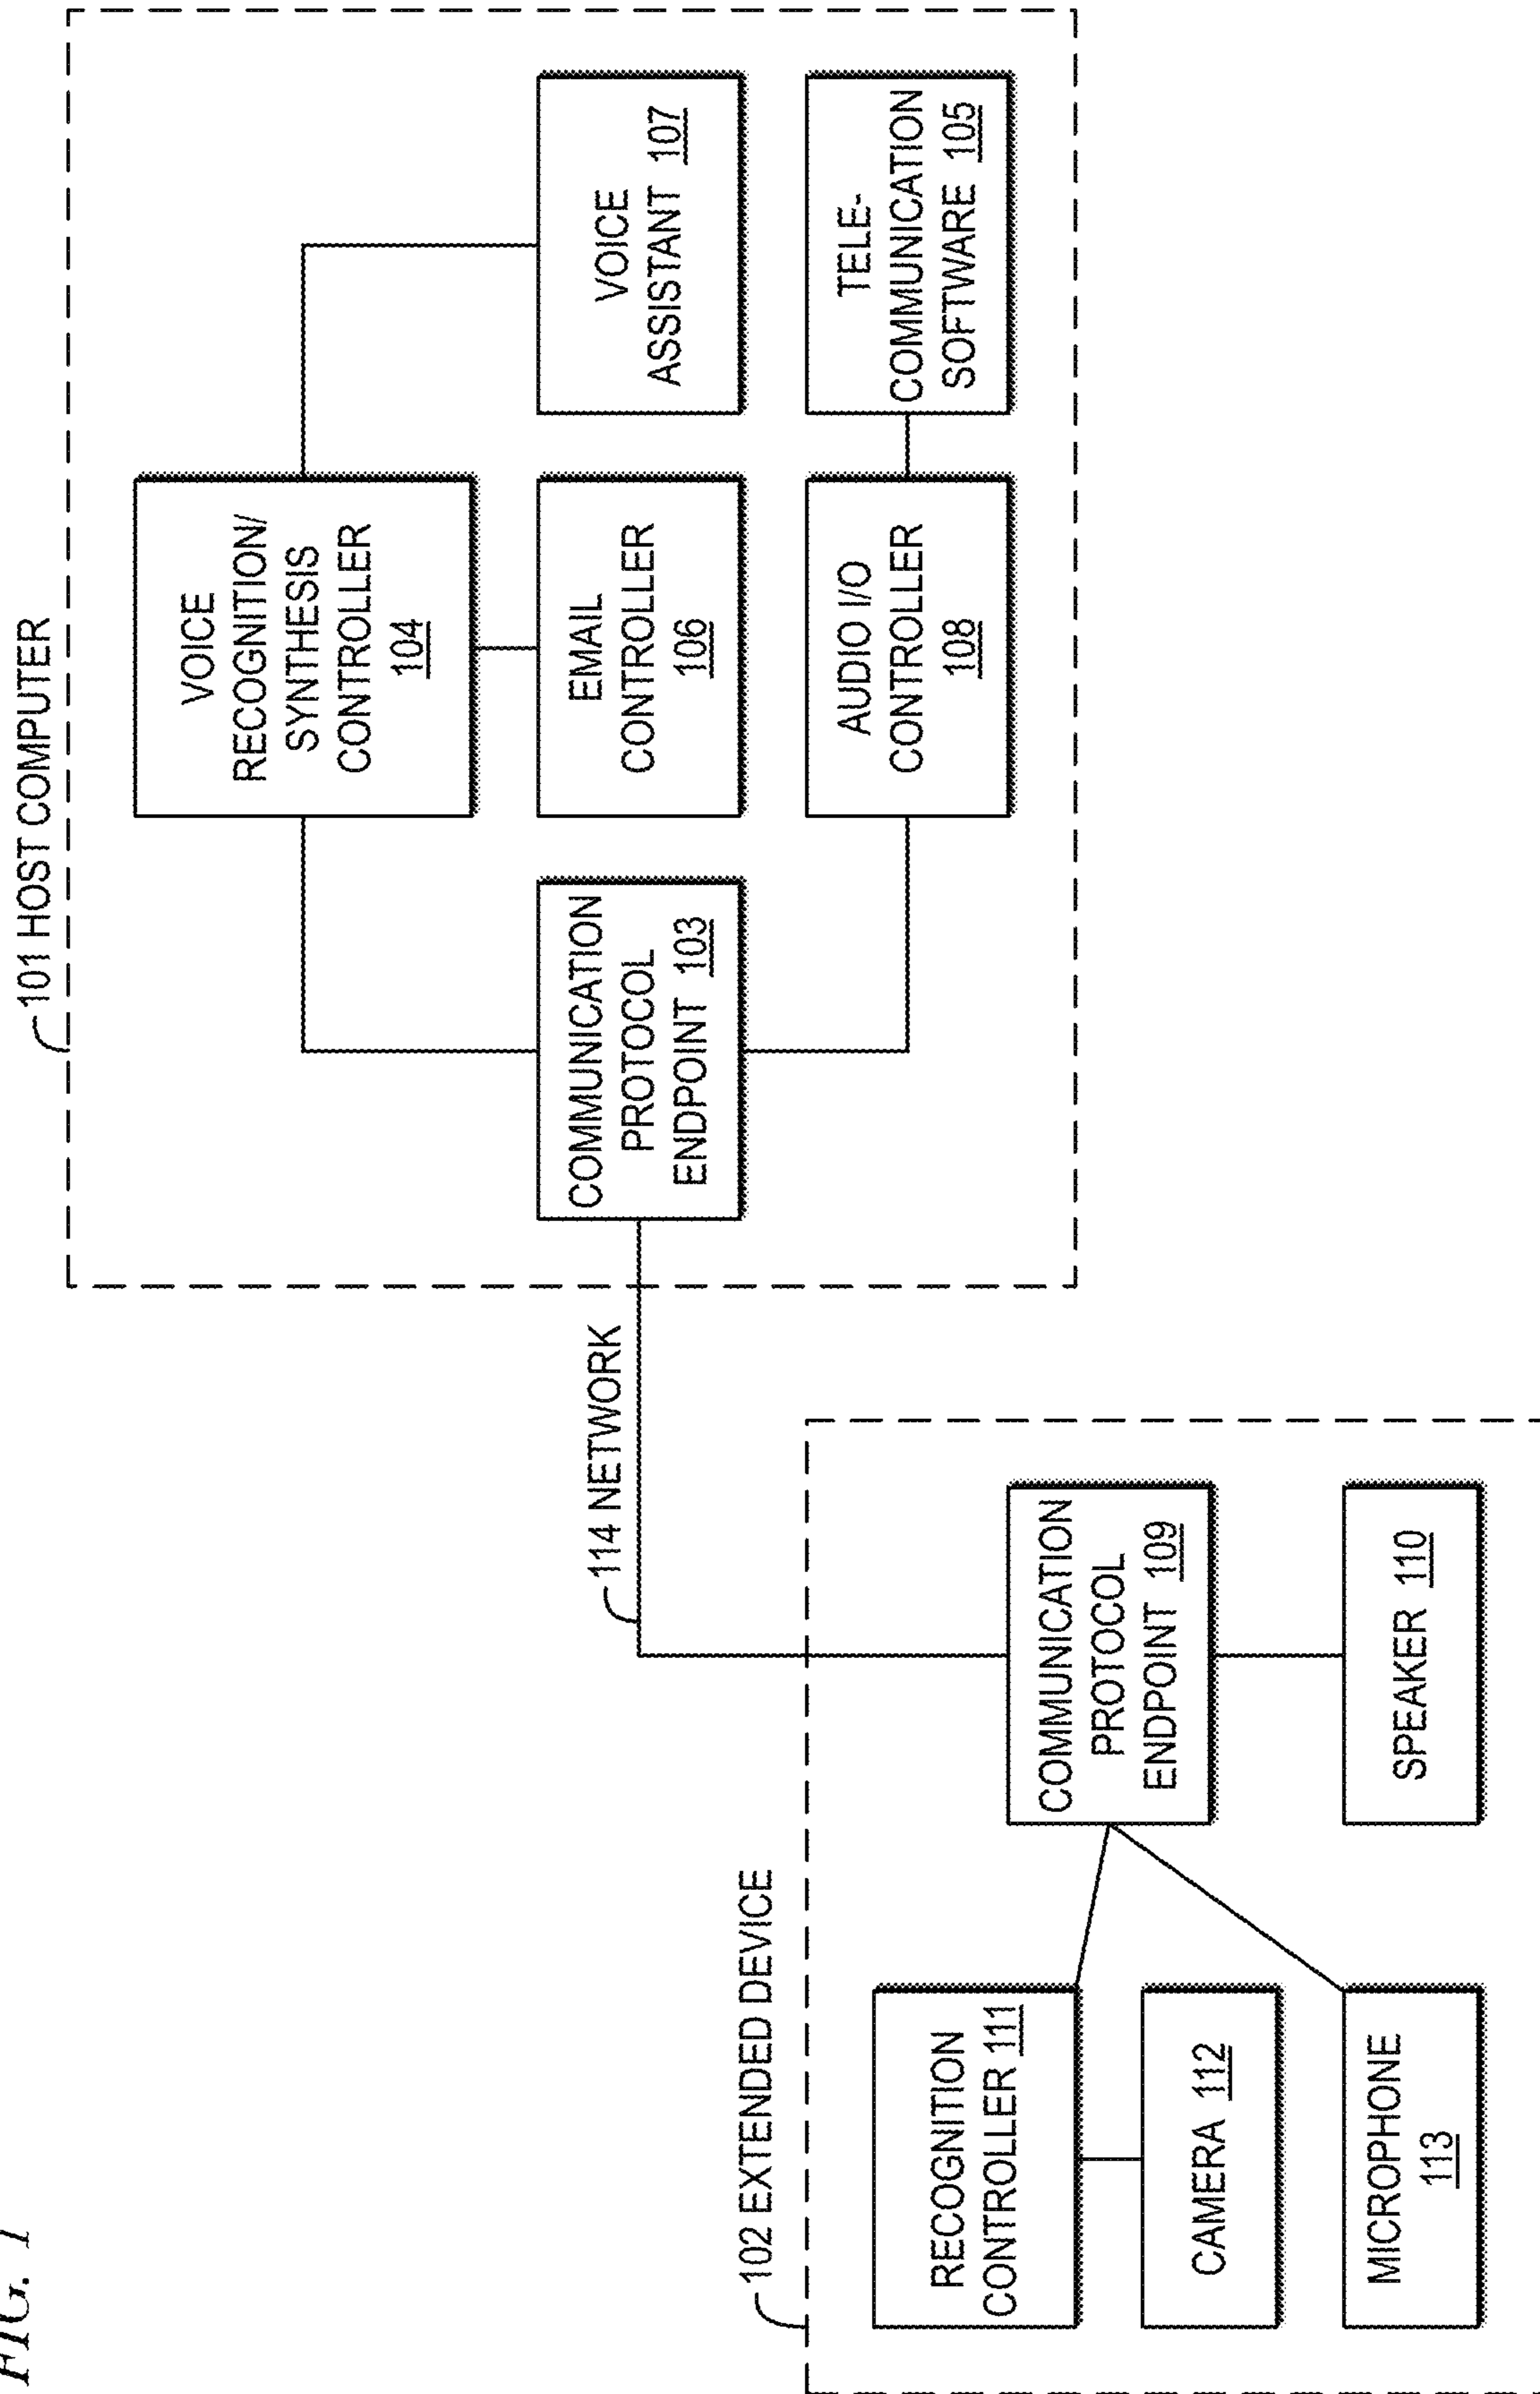 FIG. 1
101 HOST COMPUTER
VOICE
RECOGNITION/
SYNTHESIS
CONTROLLER
104
COMMUNICATION
PROTOCOL
ENDPOINT 103
EMAIL
CONTROLLER
106
VOICE
ASSISTANT 107
AUDIO I/O
CONTROLLER
108
TELE-
COMMUNICATION
SOFTWARE 105
114 NETWORK
102 EXTENDED DEVICE
RECOGNITION
CONTROLLER 111
CAMERA 112
MICROPHONE
113
COMMUNICATION
PROTOCOL
ENDPOINT 109
SPEAKER 110